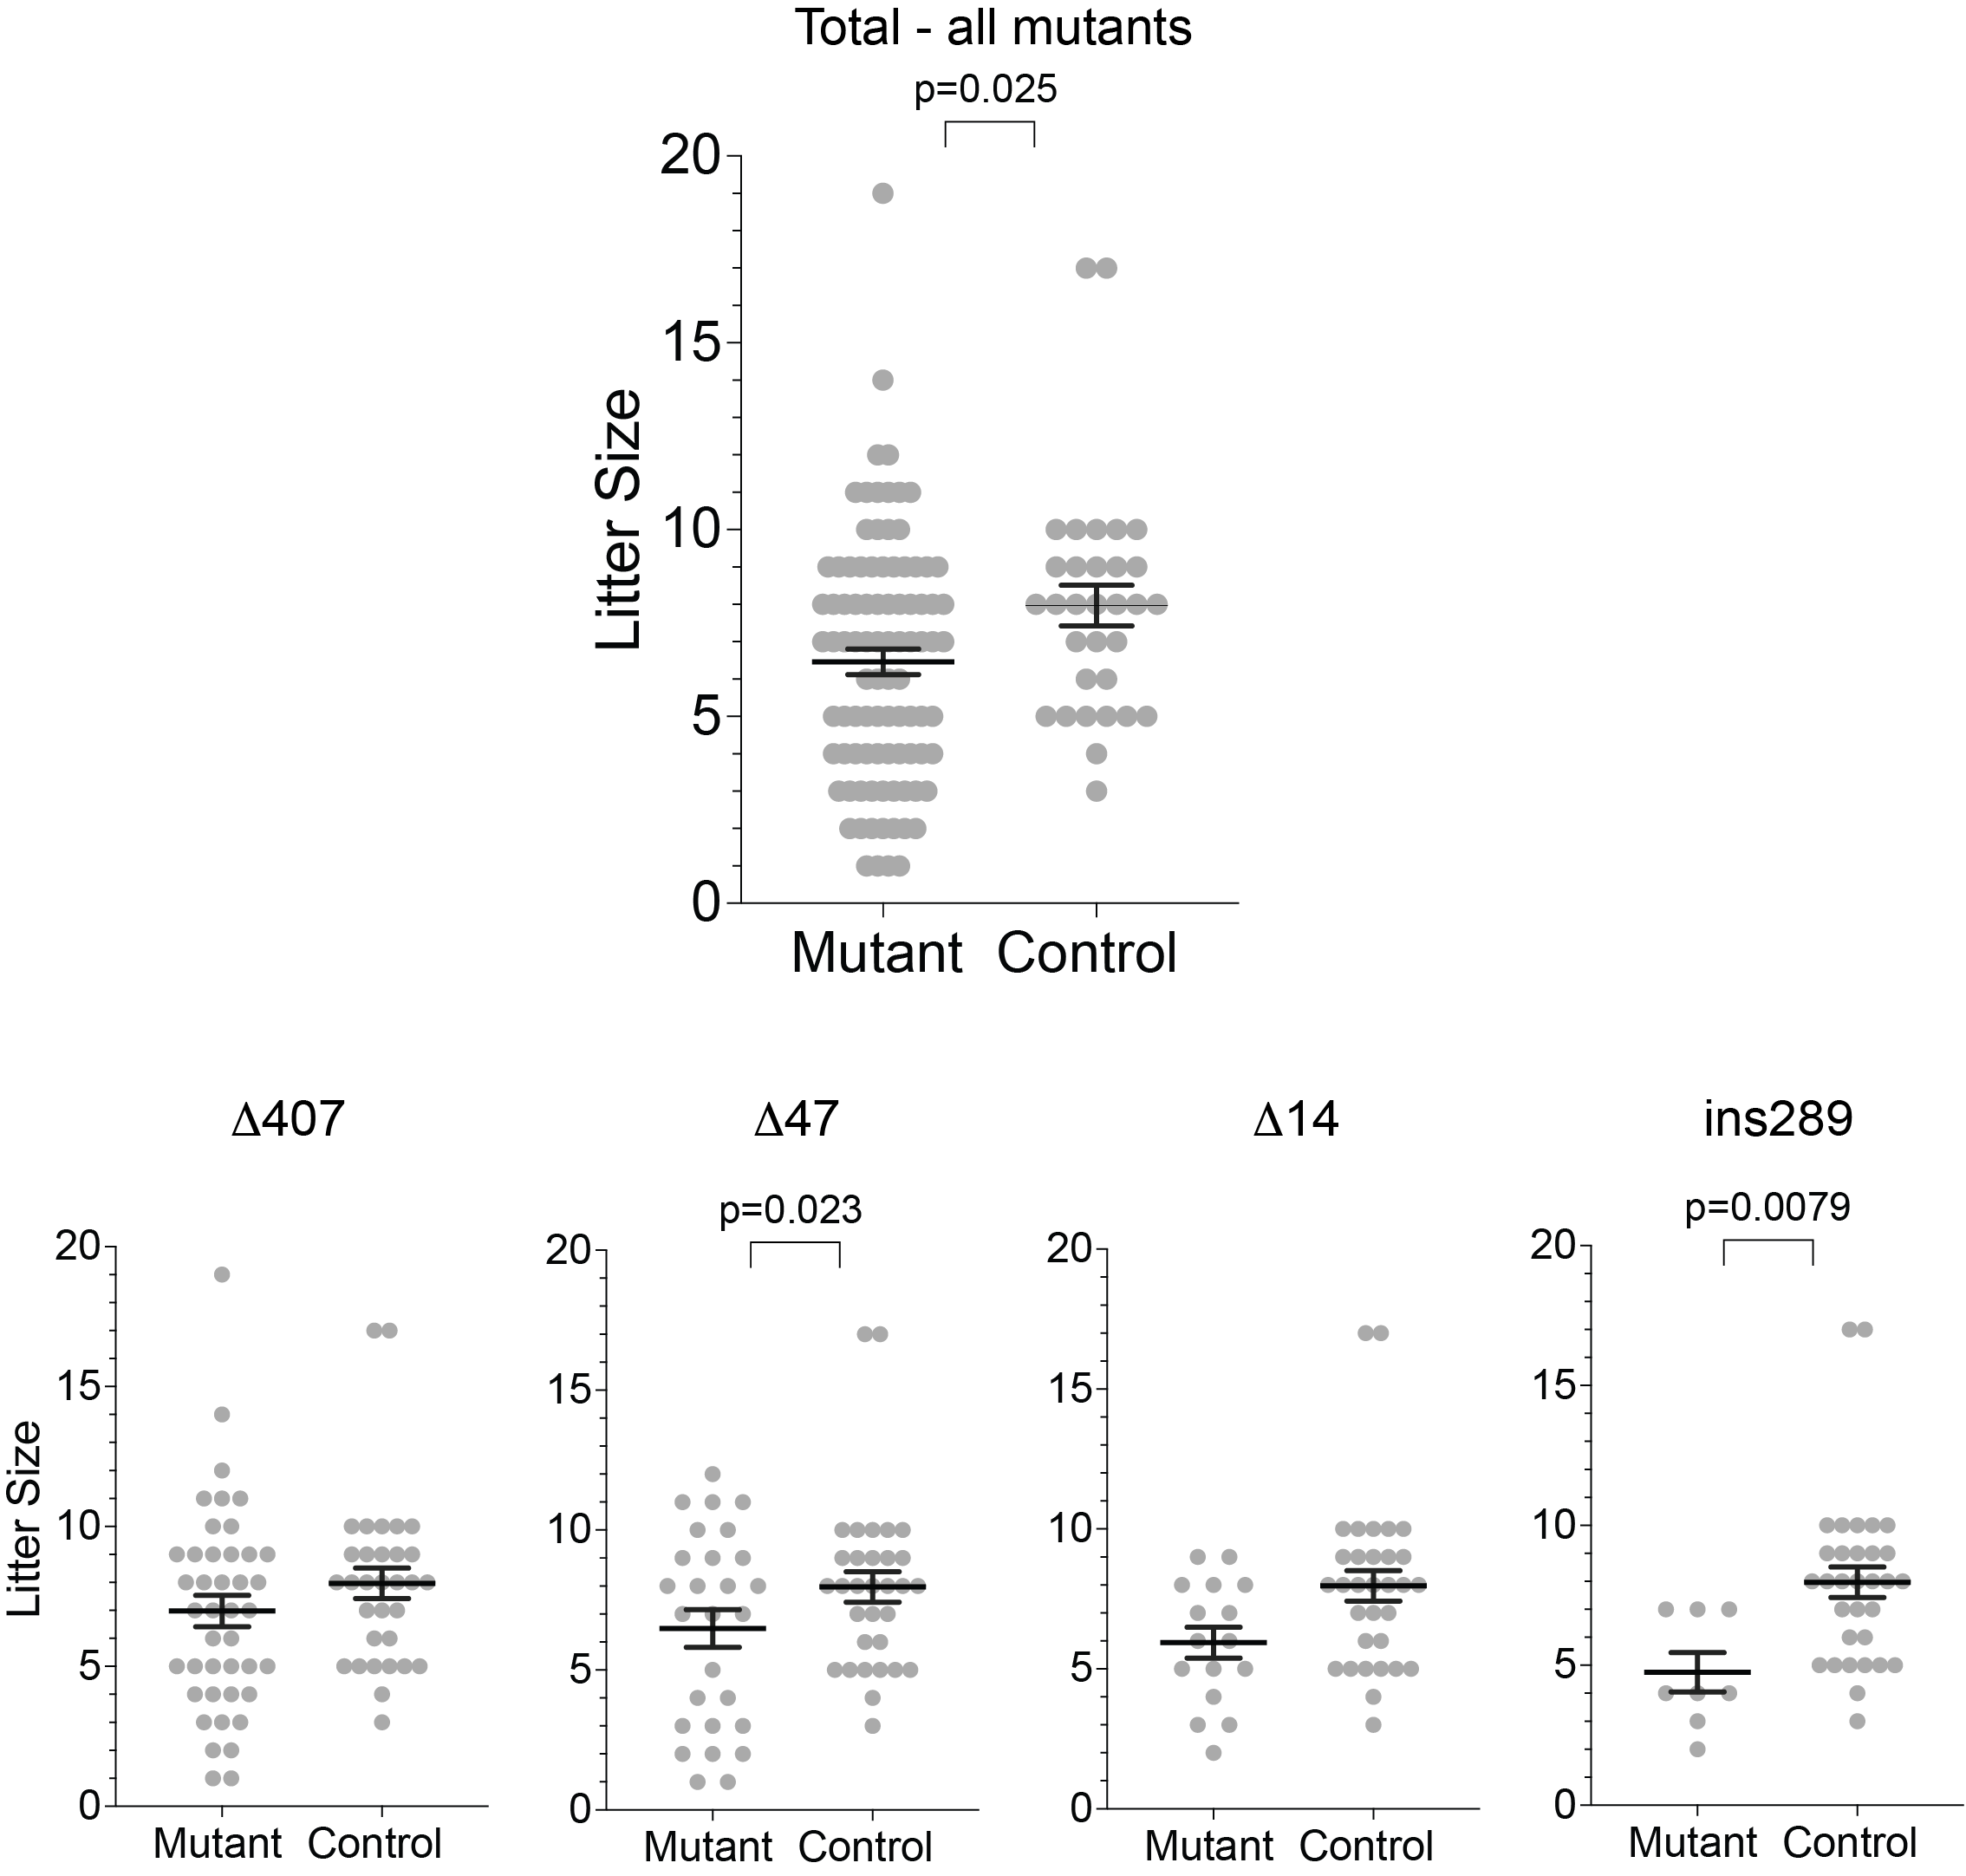 Total - all mutants
p=0.025
20
15
10
5
0
Litter Size
Mutant Control
Δ407
Δ47
Δ14
ins289
p=0.023
p=0.0079
20
15
10
5
0
Litter Size
Mutant Control
20
15
10
5
0
Mutant Control
20
15
10
5
0
Mutant Control
20
15
10
5
0
Mutant Control